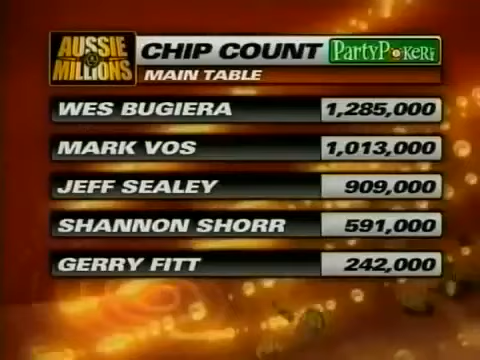 AUSSIE MILLIONS
CHIP COUNT
PartyPoker
MAIN TABLE
WES BUGIERA 1,285,000
MARK VOS 1,013,000
JEFF SEALEY 909,000
SHANNON SHORR 591,000
GERRY FITT 242,000